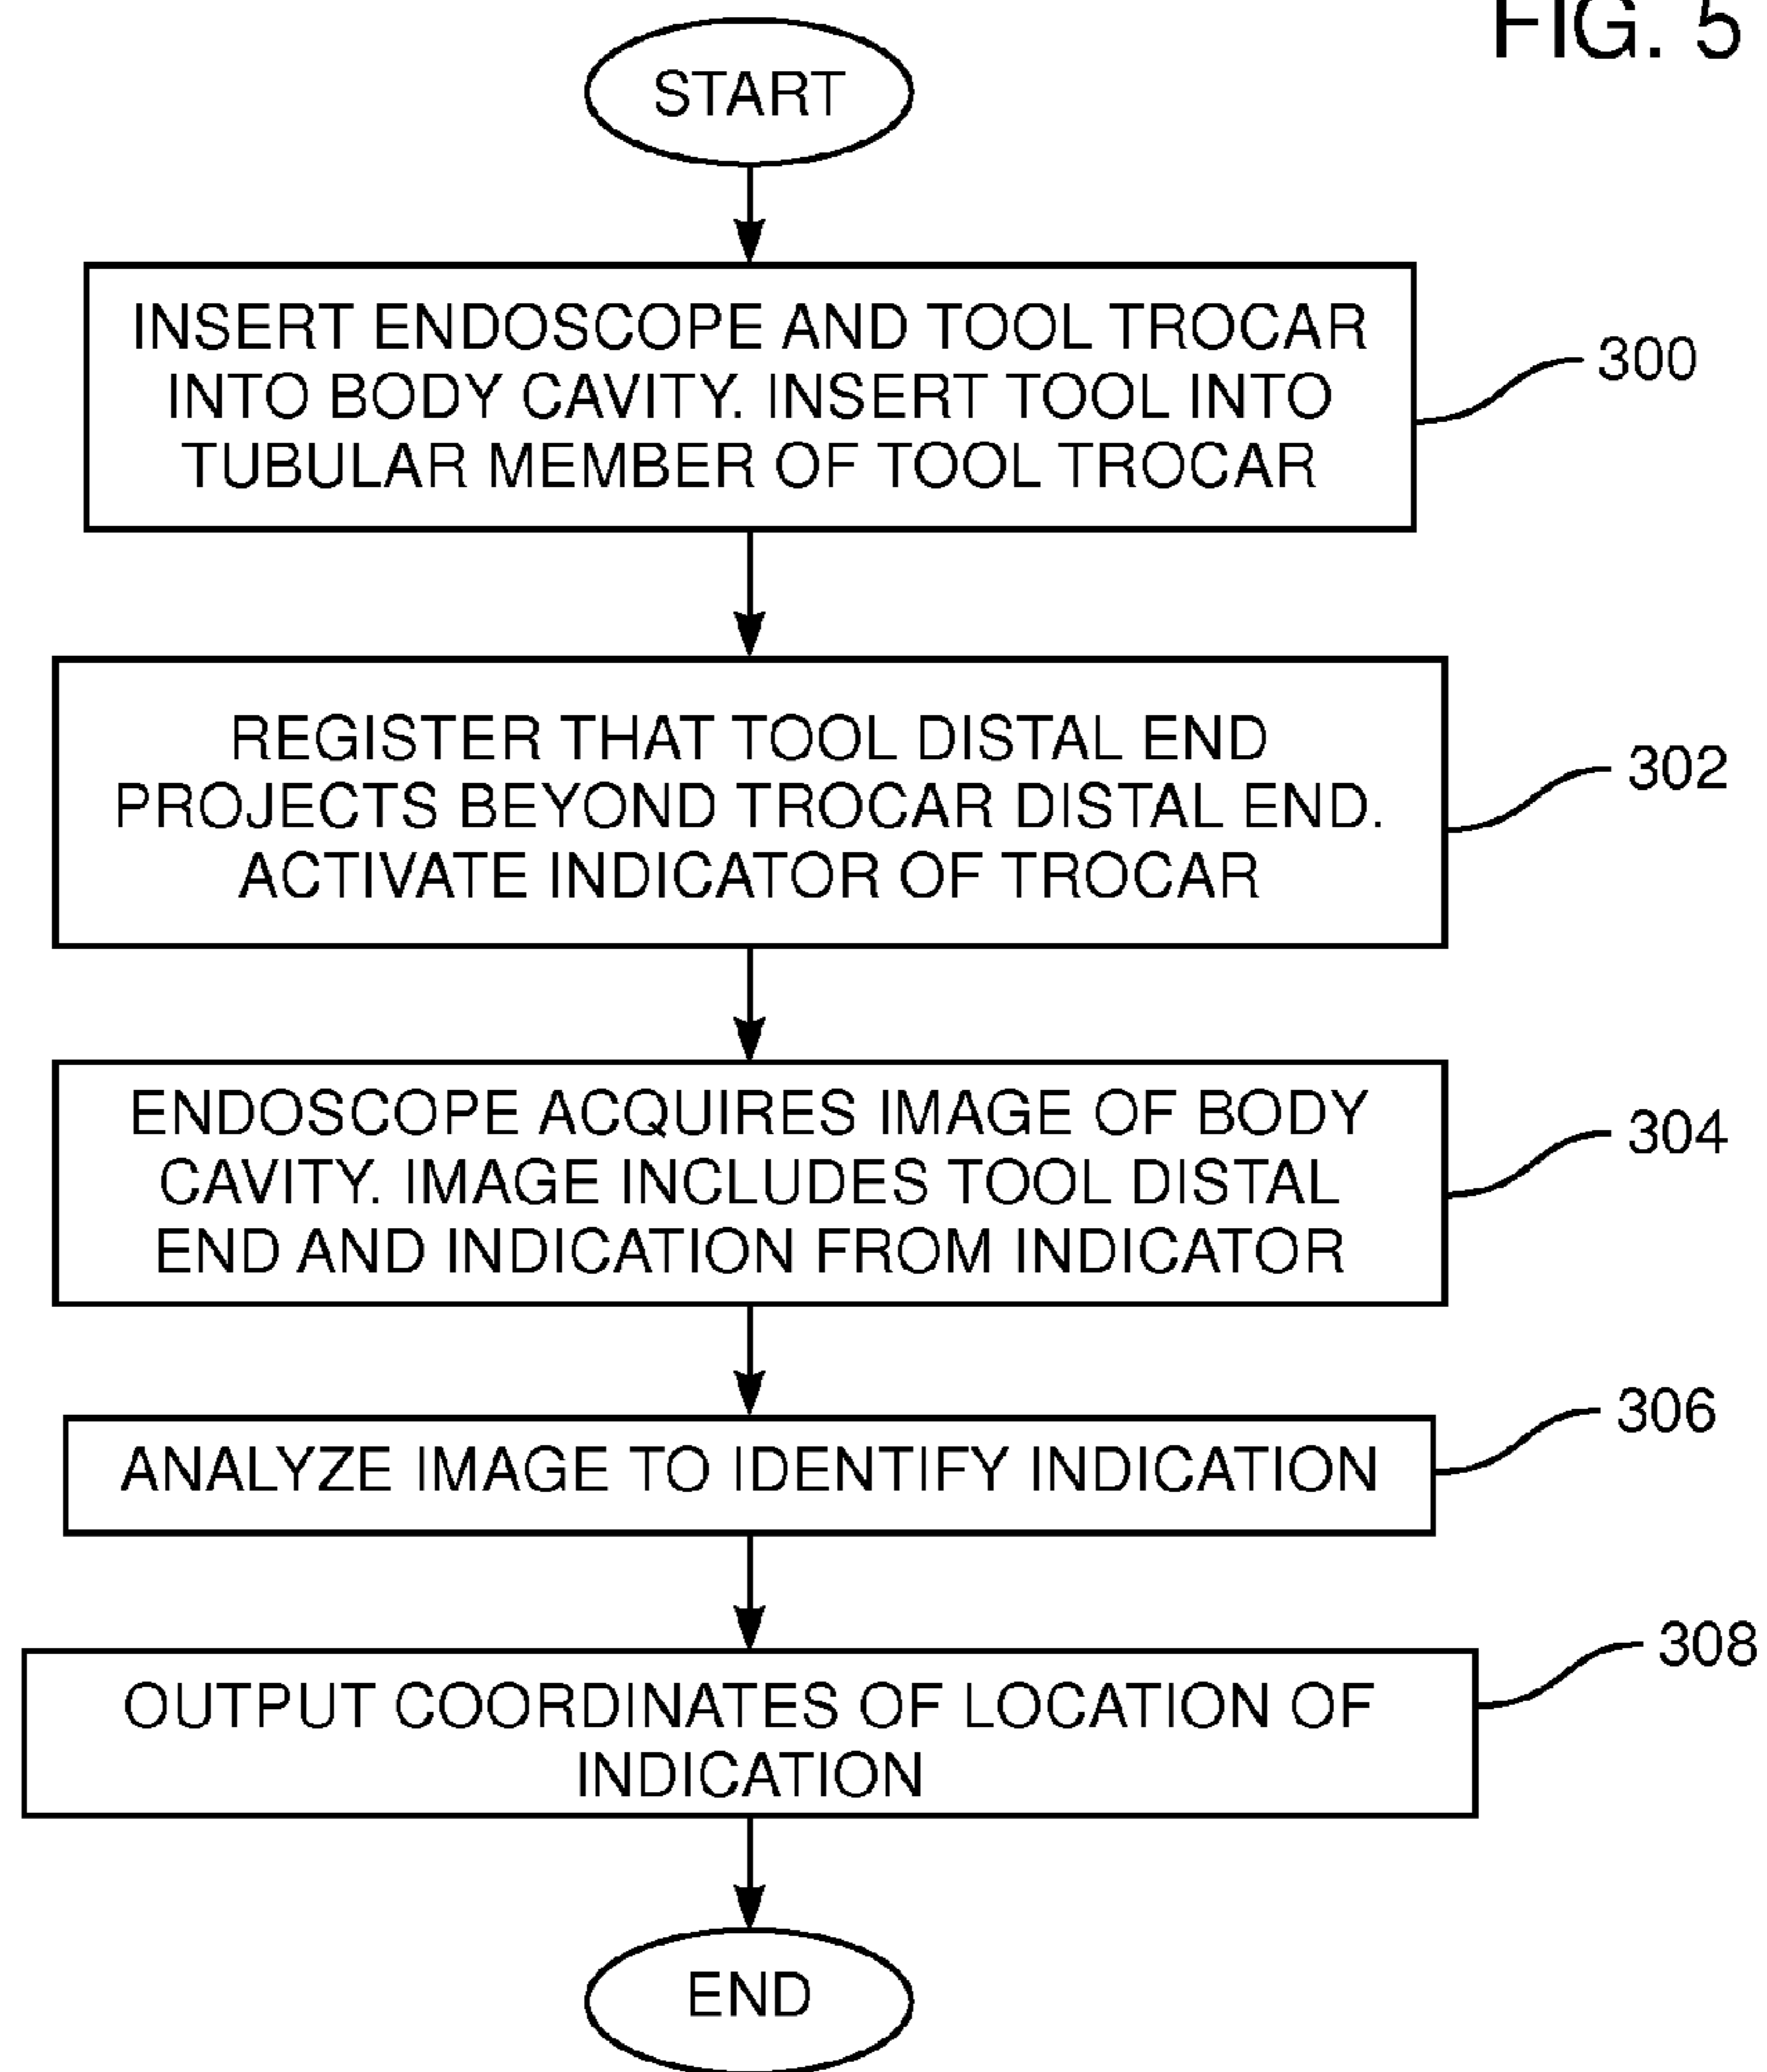 FIG. 5
START
INSERT ENDOSCOPE AND TOOL TROCAR
INTO BODY CAVITY. INSERT TOOL INTO
TUBULAR MEMBER OF TOOL TROCAR
300
REGISTER THAT TOOL DISTAL END
PROJECTS BEYOND TROCAR DISTAL END.
ACTIVATE INDICATOR OF TROCAR
302
ENDOSCOPE ACQUIRES IMAGE OF BODY
CAVITY. IMAGE INCLUDES TOOL DISTAL
END AND INDICATION FROM INDICATOR
304
ANALYZE IMAGE TO IDENTIFY INDICATION
306
OUTPUT COORDINATES OF LOCATION OF
INDICATION
308
END